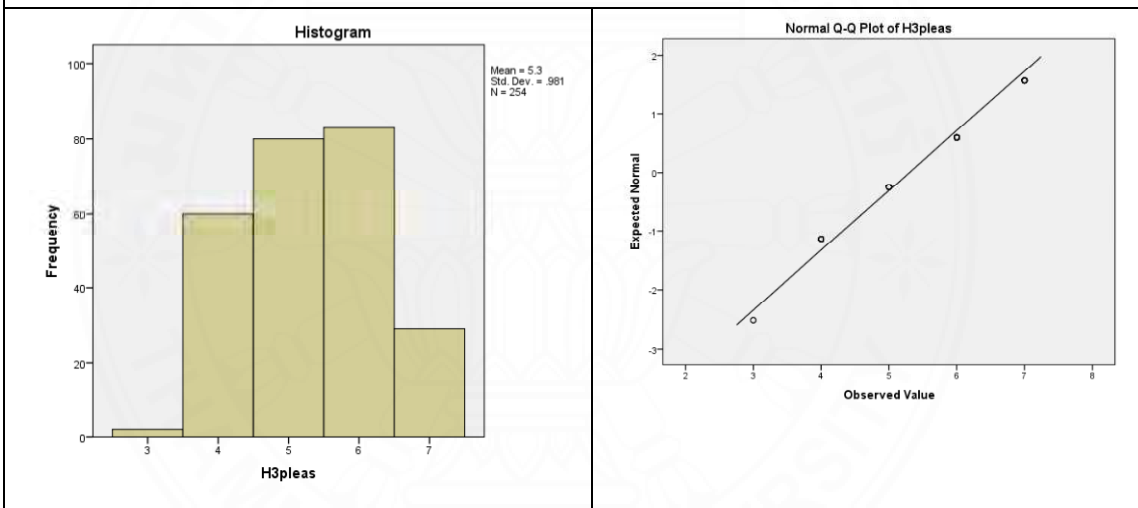 Histogram
Mean = 5.3
Std. Dev. = .981
N = 254
100
80
60
40
20
0
Frequency
3 4 5 6 7
H3pleas
Normal Q-Q Plot of H3pleas
2
1
0
-1
-2
-3
Expected Normal
2 3 4 5 6 7 8
Observed Value